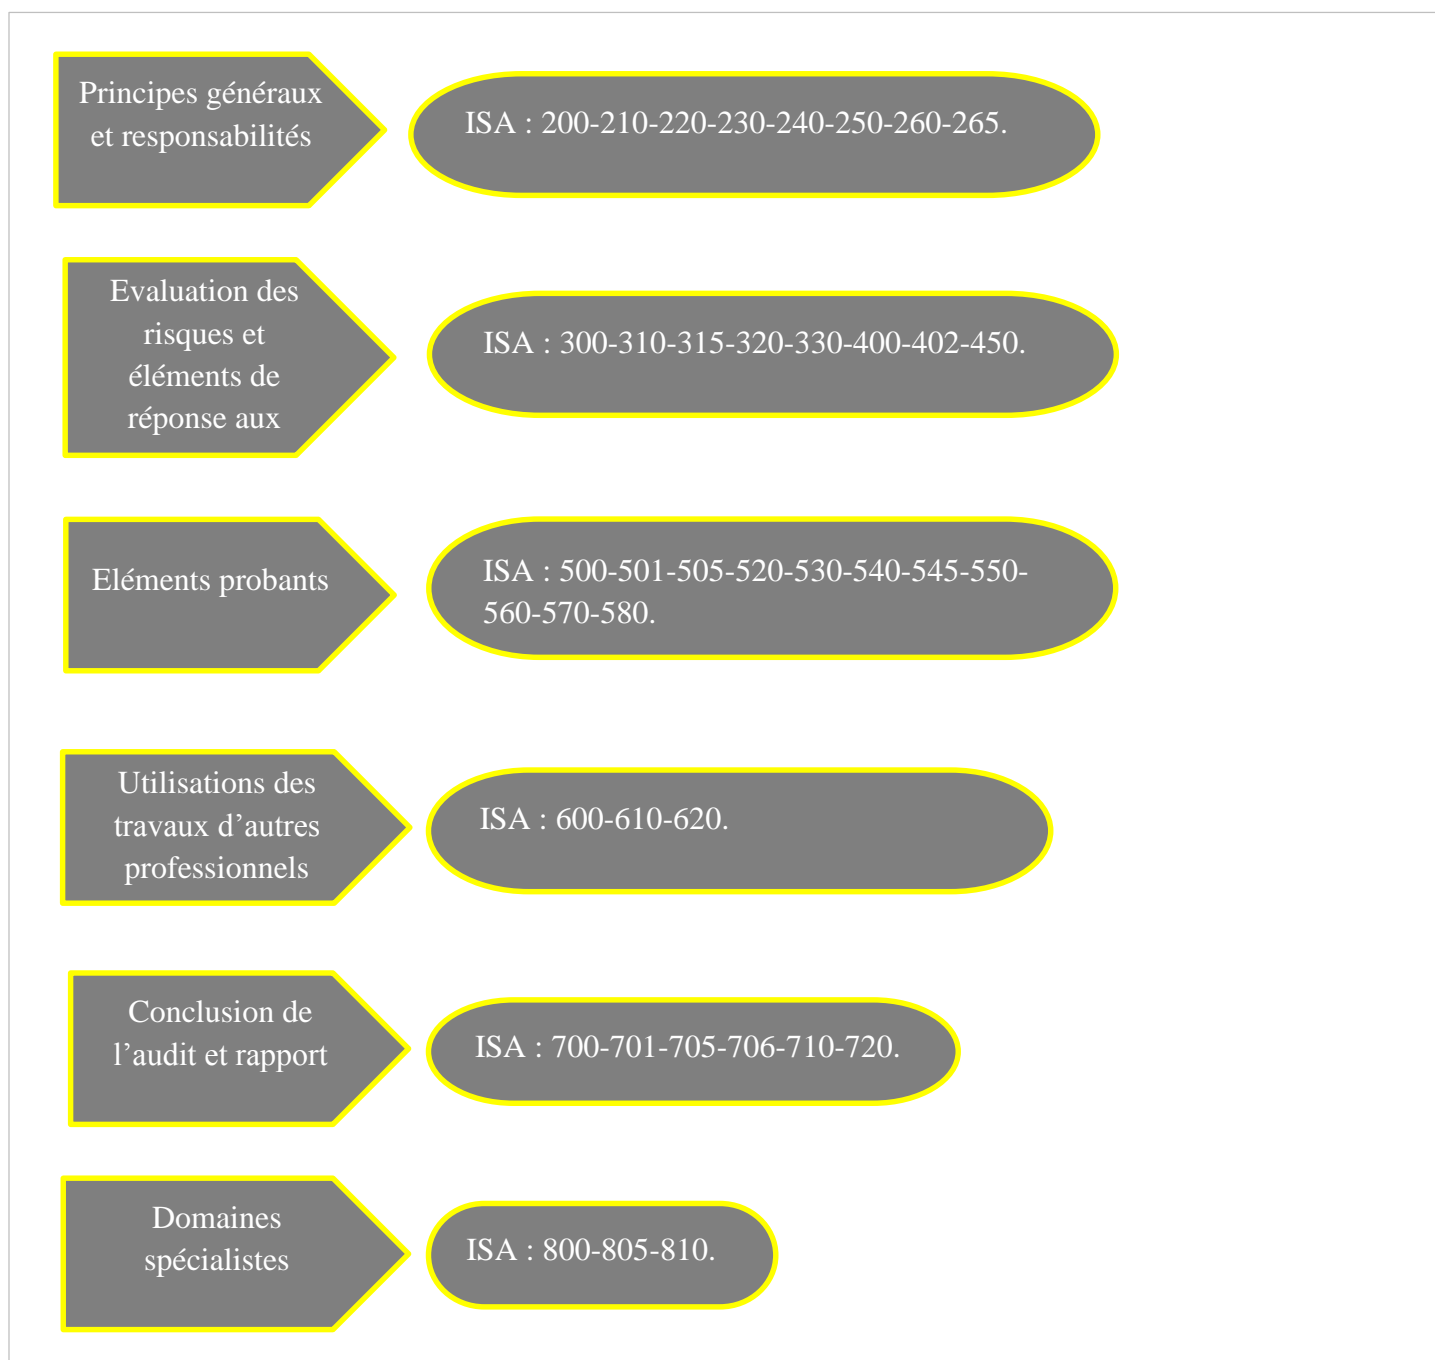 Principes généraux
et responsabilités
ISA : 200-210-220-230-240-250-260-265.
Evaluation des
risques et
éléments de
réponse aux
ISA : 300-310-315-320-330-400-402-450.
Eléments probants
ISA : 500-501-505-520-530-540-545-550-
560-570-580.
Utilisations des
travaux d’autres
professionnels
ISA : 600-610-620.
Conclusion de
l’audit et rapport
ISA : 700-701-705-706-710-720.
Domaines
spécialistes
ISA : 800-805-810.